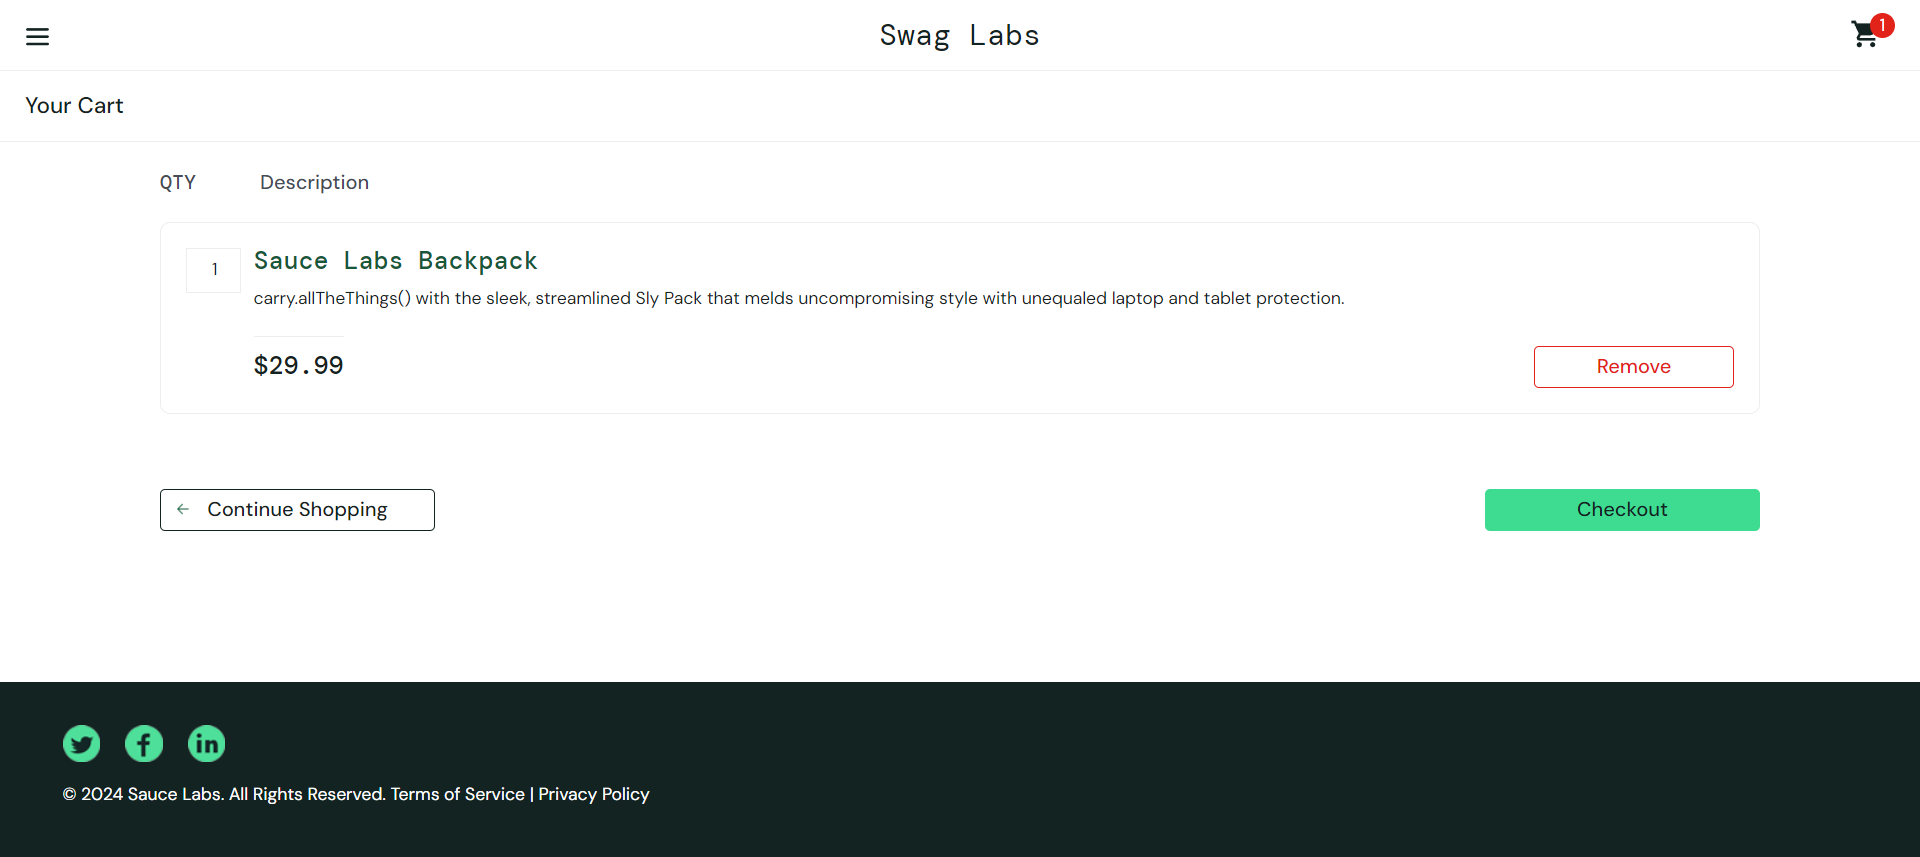 Swag Labs
1
Your Cart
QTY Description
1
Sauce Labs Backpack
carry.allTheThings() with the sleek, streamlined Sly Pack that melds uncompromising style with unequaled laptop and tablet protection.
$29.99
Remove
Continue Shopping
Checkout
© 2024 Sauce Labs. All Rights Reserved. Terms of Service | Privacy Policy